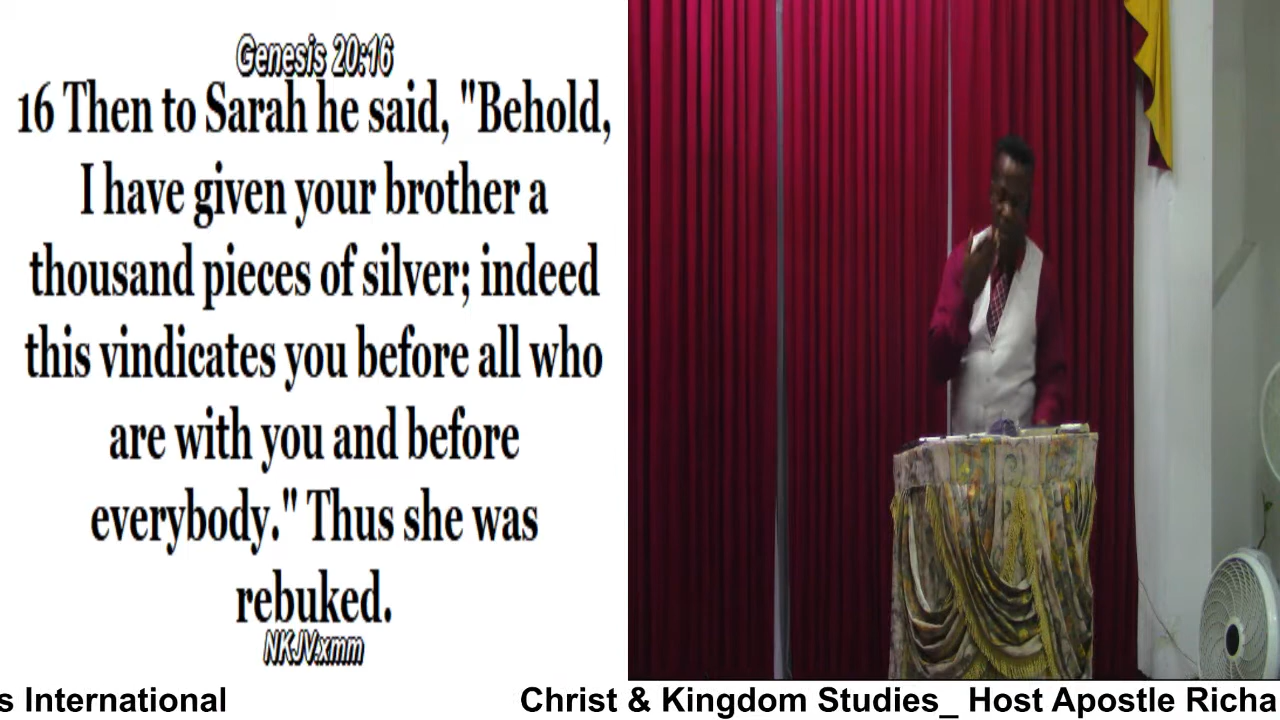 Genesis 20:16
16 Then to Sarah he said, "Behold,
I have given your brother a
thousand pieces of silver; indeed
this vindicates you before all who
are with you and before
everybody." Thus she was
rebuked.
NKJV.xmm
s International Christ & Kingdom Studies_ Host Apostle Richa